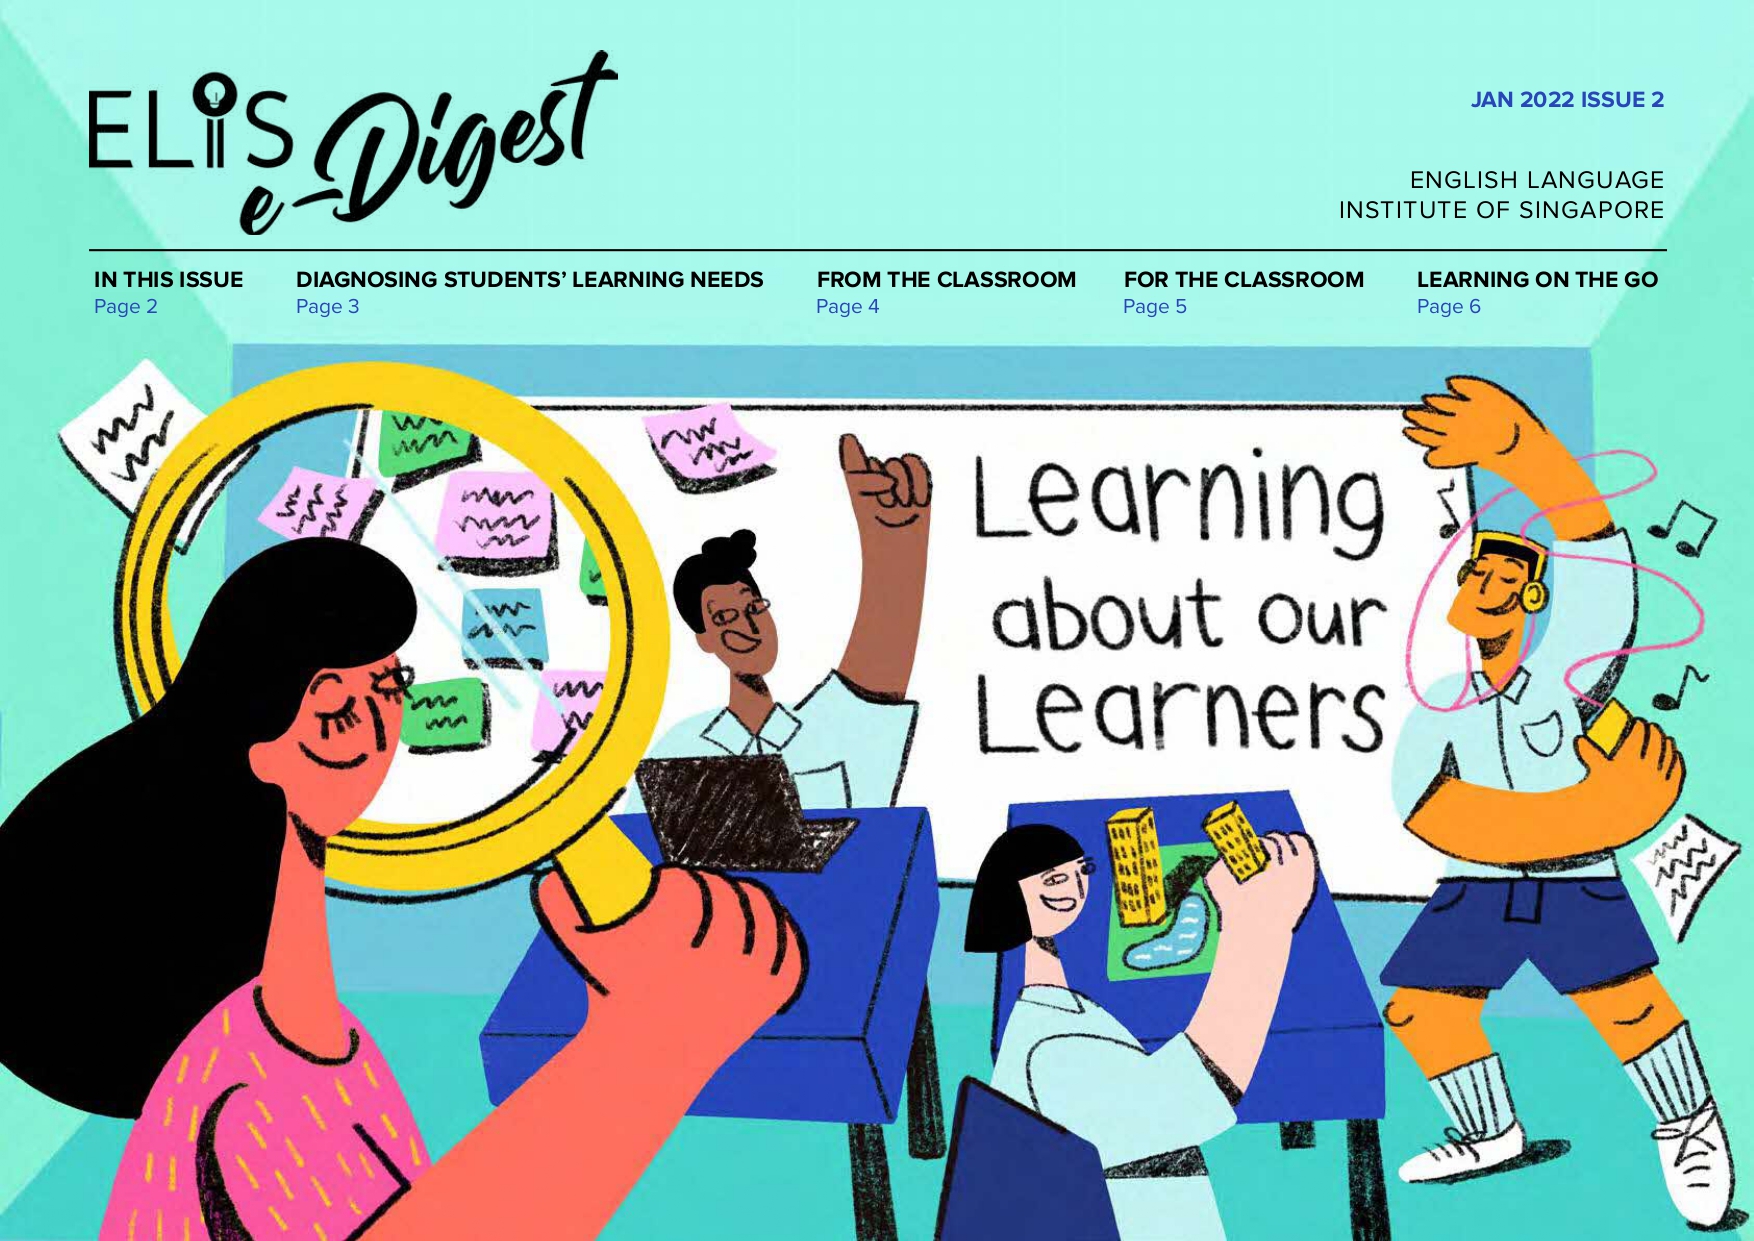 ELiS
e-Digest
JAN 2022 ISSUE 2
ENGLISH LANGUAGE
INSTITUTE OF SINGAPORE
IN THIS ISSUE
Page 2
DIAGNOSING STUDENTS’ LEARNING NEEDS
Page 3
FROM THE CLASSROOM
Page 4
FOR THE CLASSROOM
Page 5
LEARNING ON THE GO
Page 6
Learning
about our
Learners